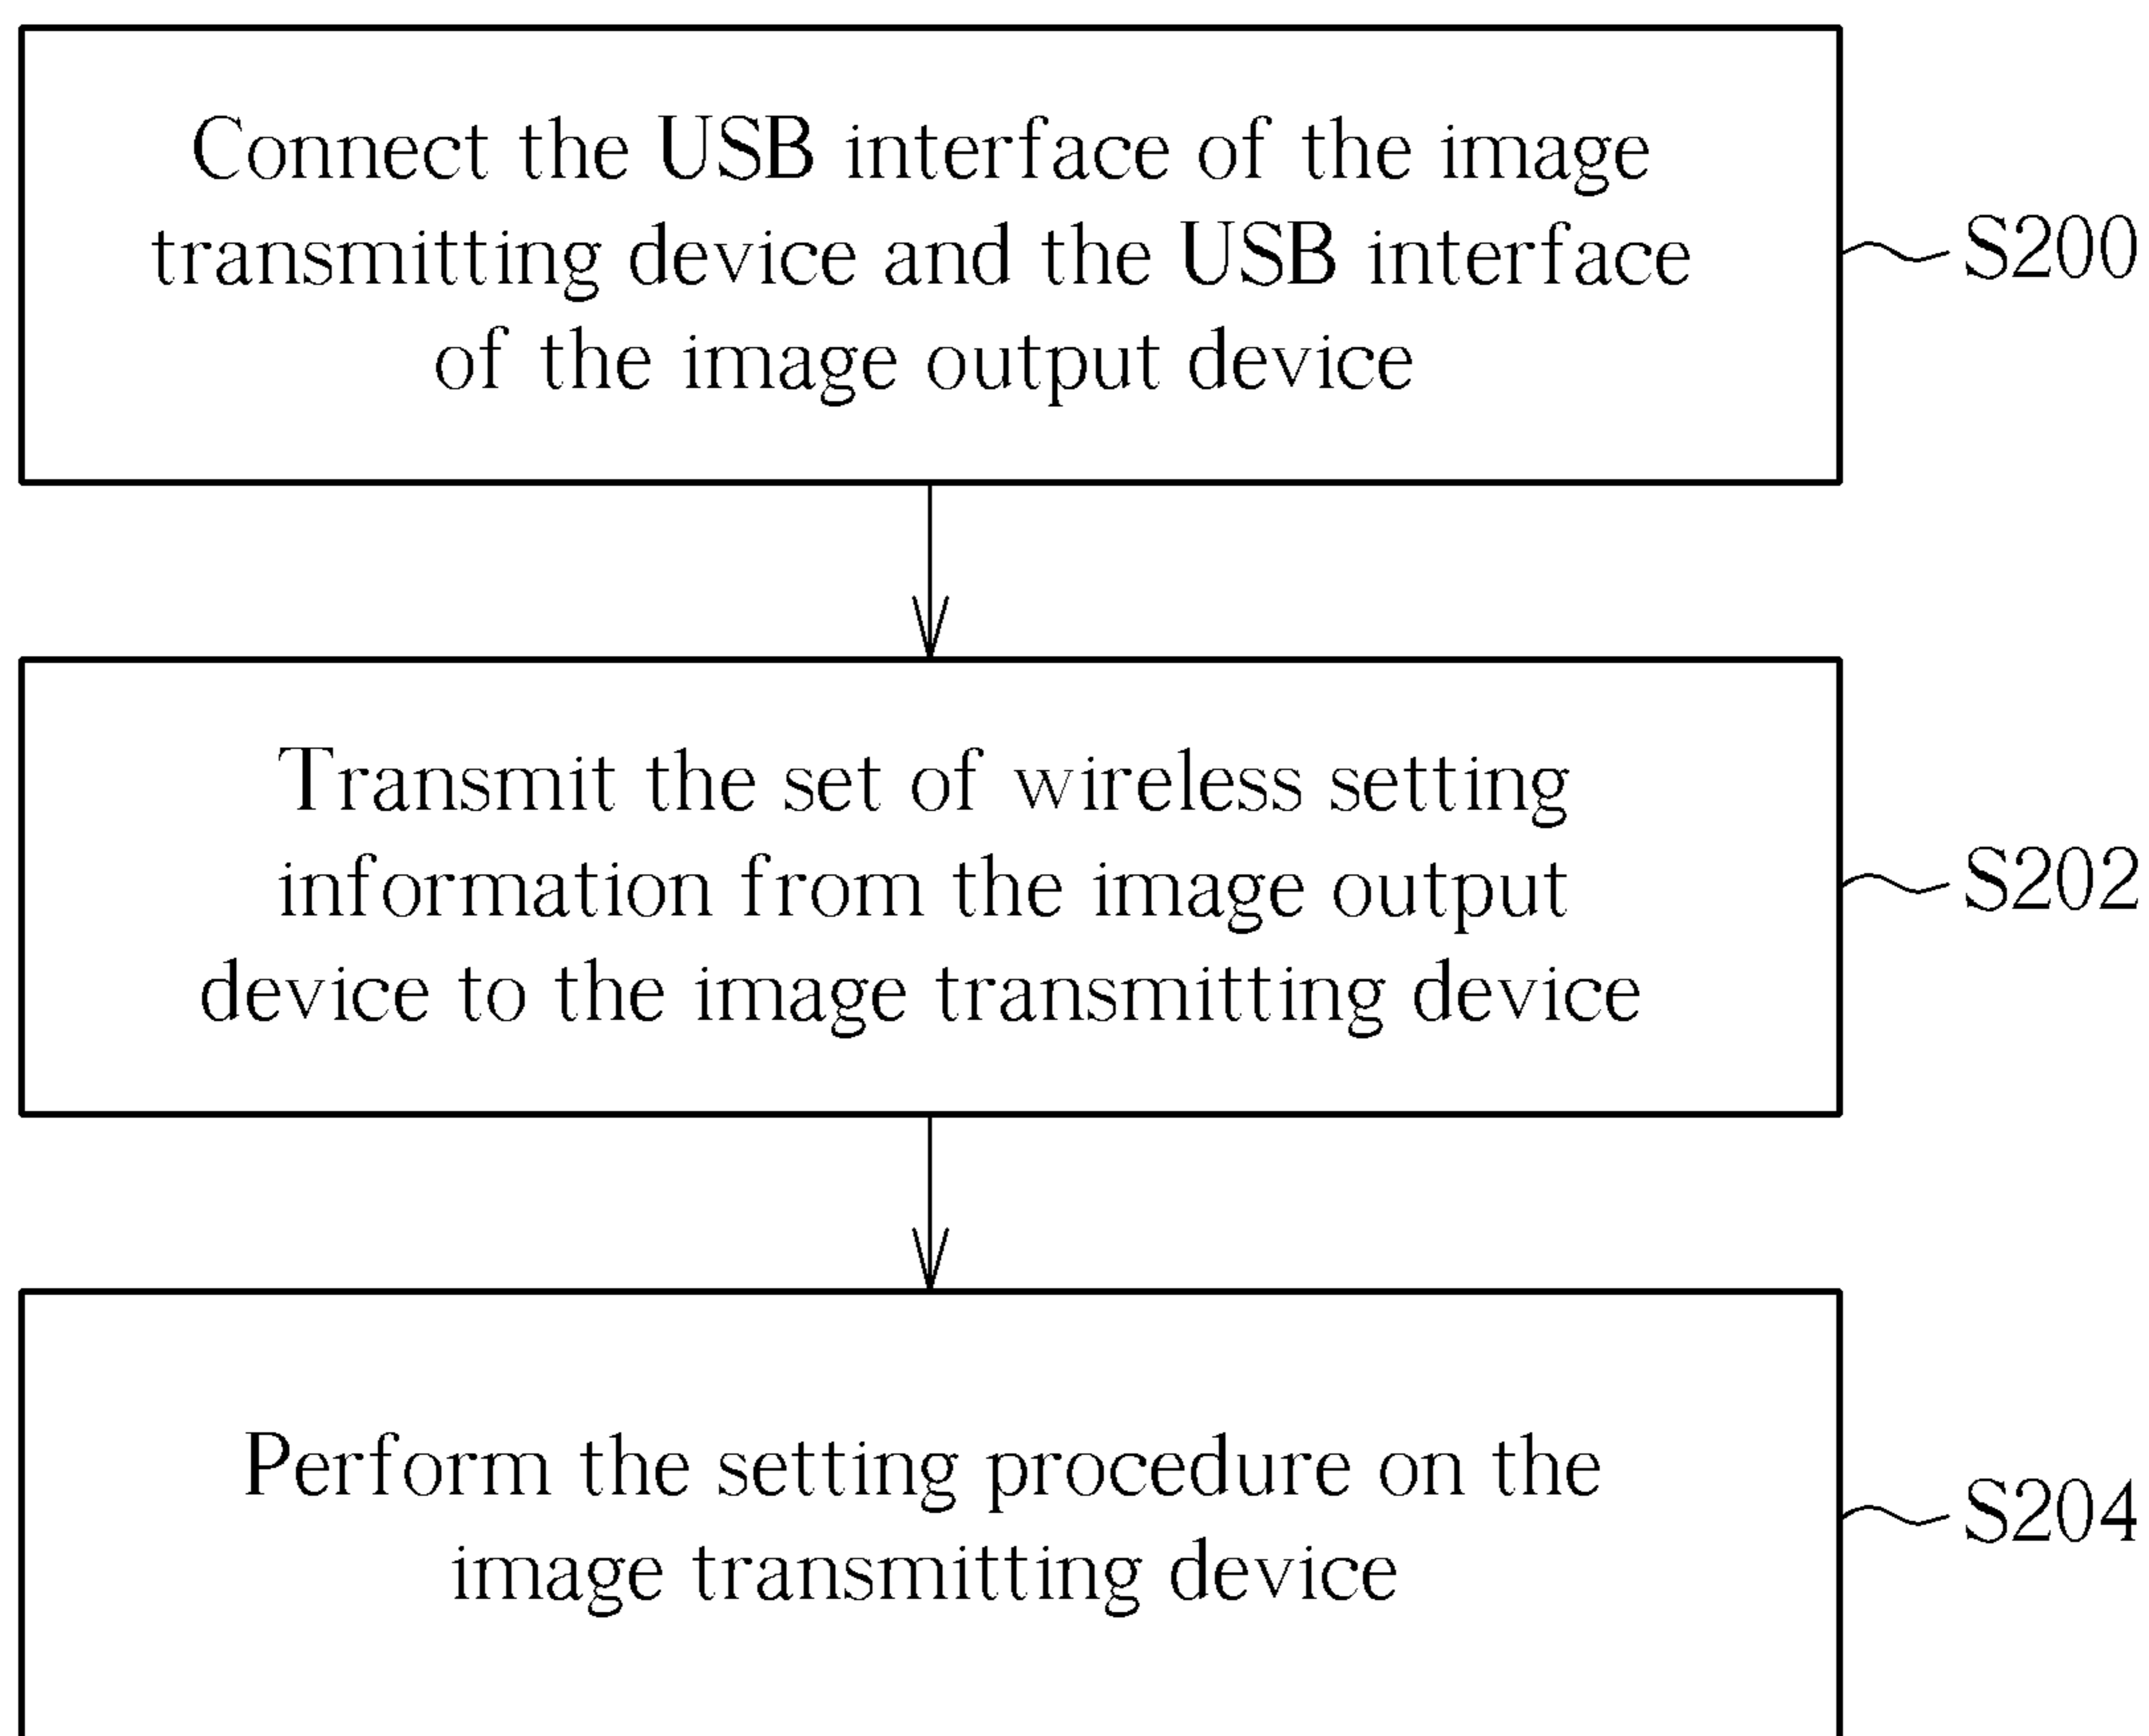 Connect the USB interface of the image
transmitting device and the USB interface
of the image output device
S200
Transmit the set of wireless setting
information from the image output
device to the image transmitting device
S202
Perform the setting procedure on the
image transmitting device
S204